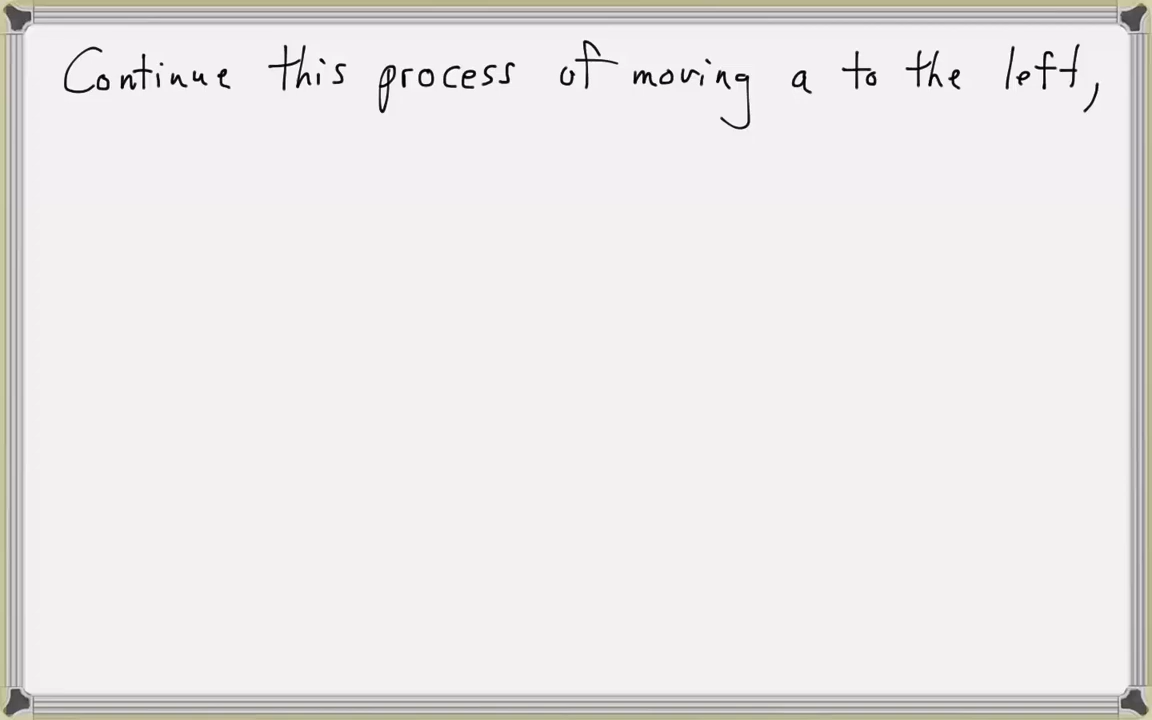 Continue this process of moving a to the left,